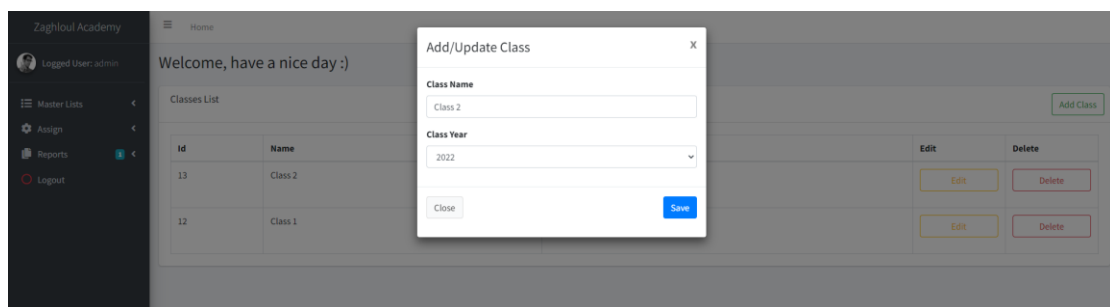 Zaghloul Academy
Home
Logged User: admin
Welcome, have a nice day :)
Master Lists
Assign
Reports 1
Logout
Classes List
Add Class
Id Name Edit Delete
13 Class 2 Edit Delete
12 Class 1 Edit Delete
Add/Update Class X
Class Name
Class 2
Class Year
2022
Close Save